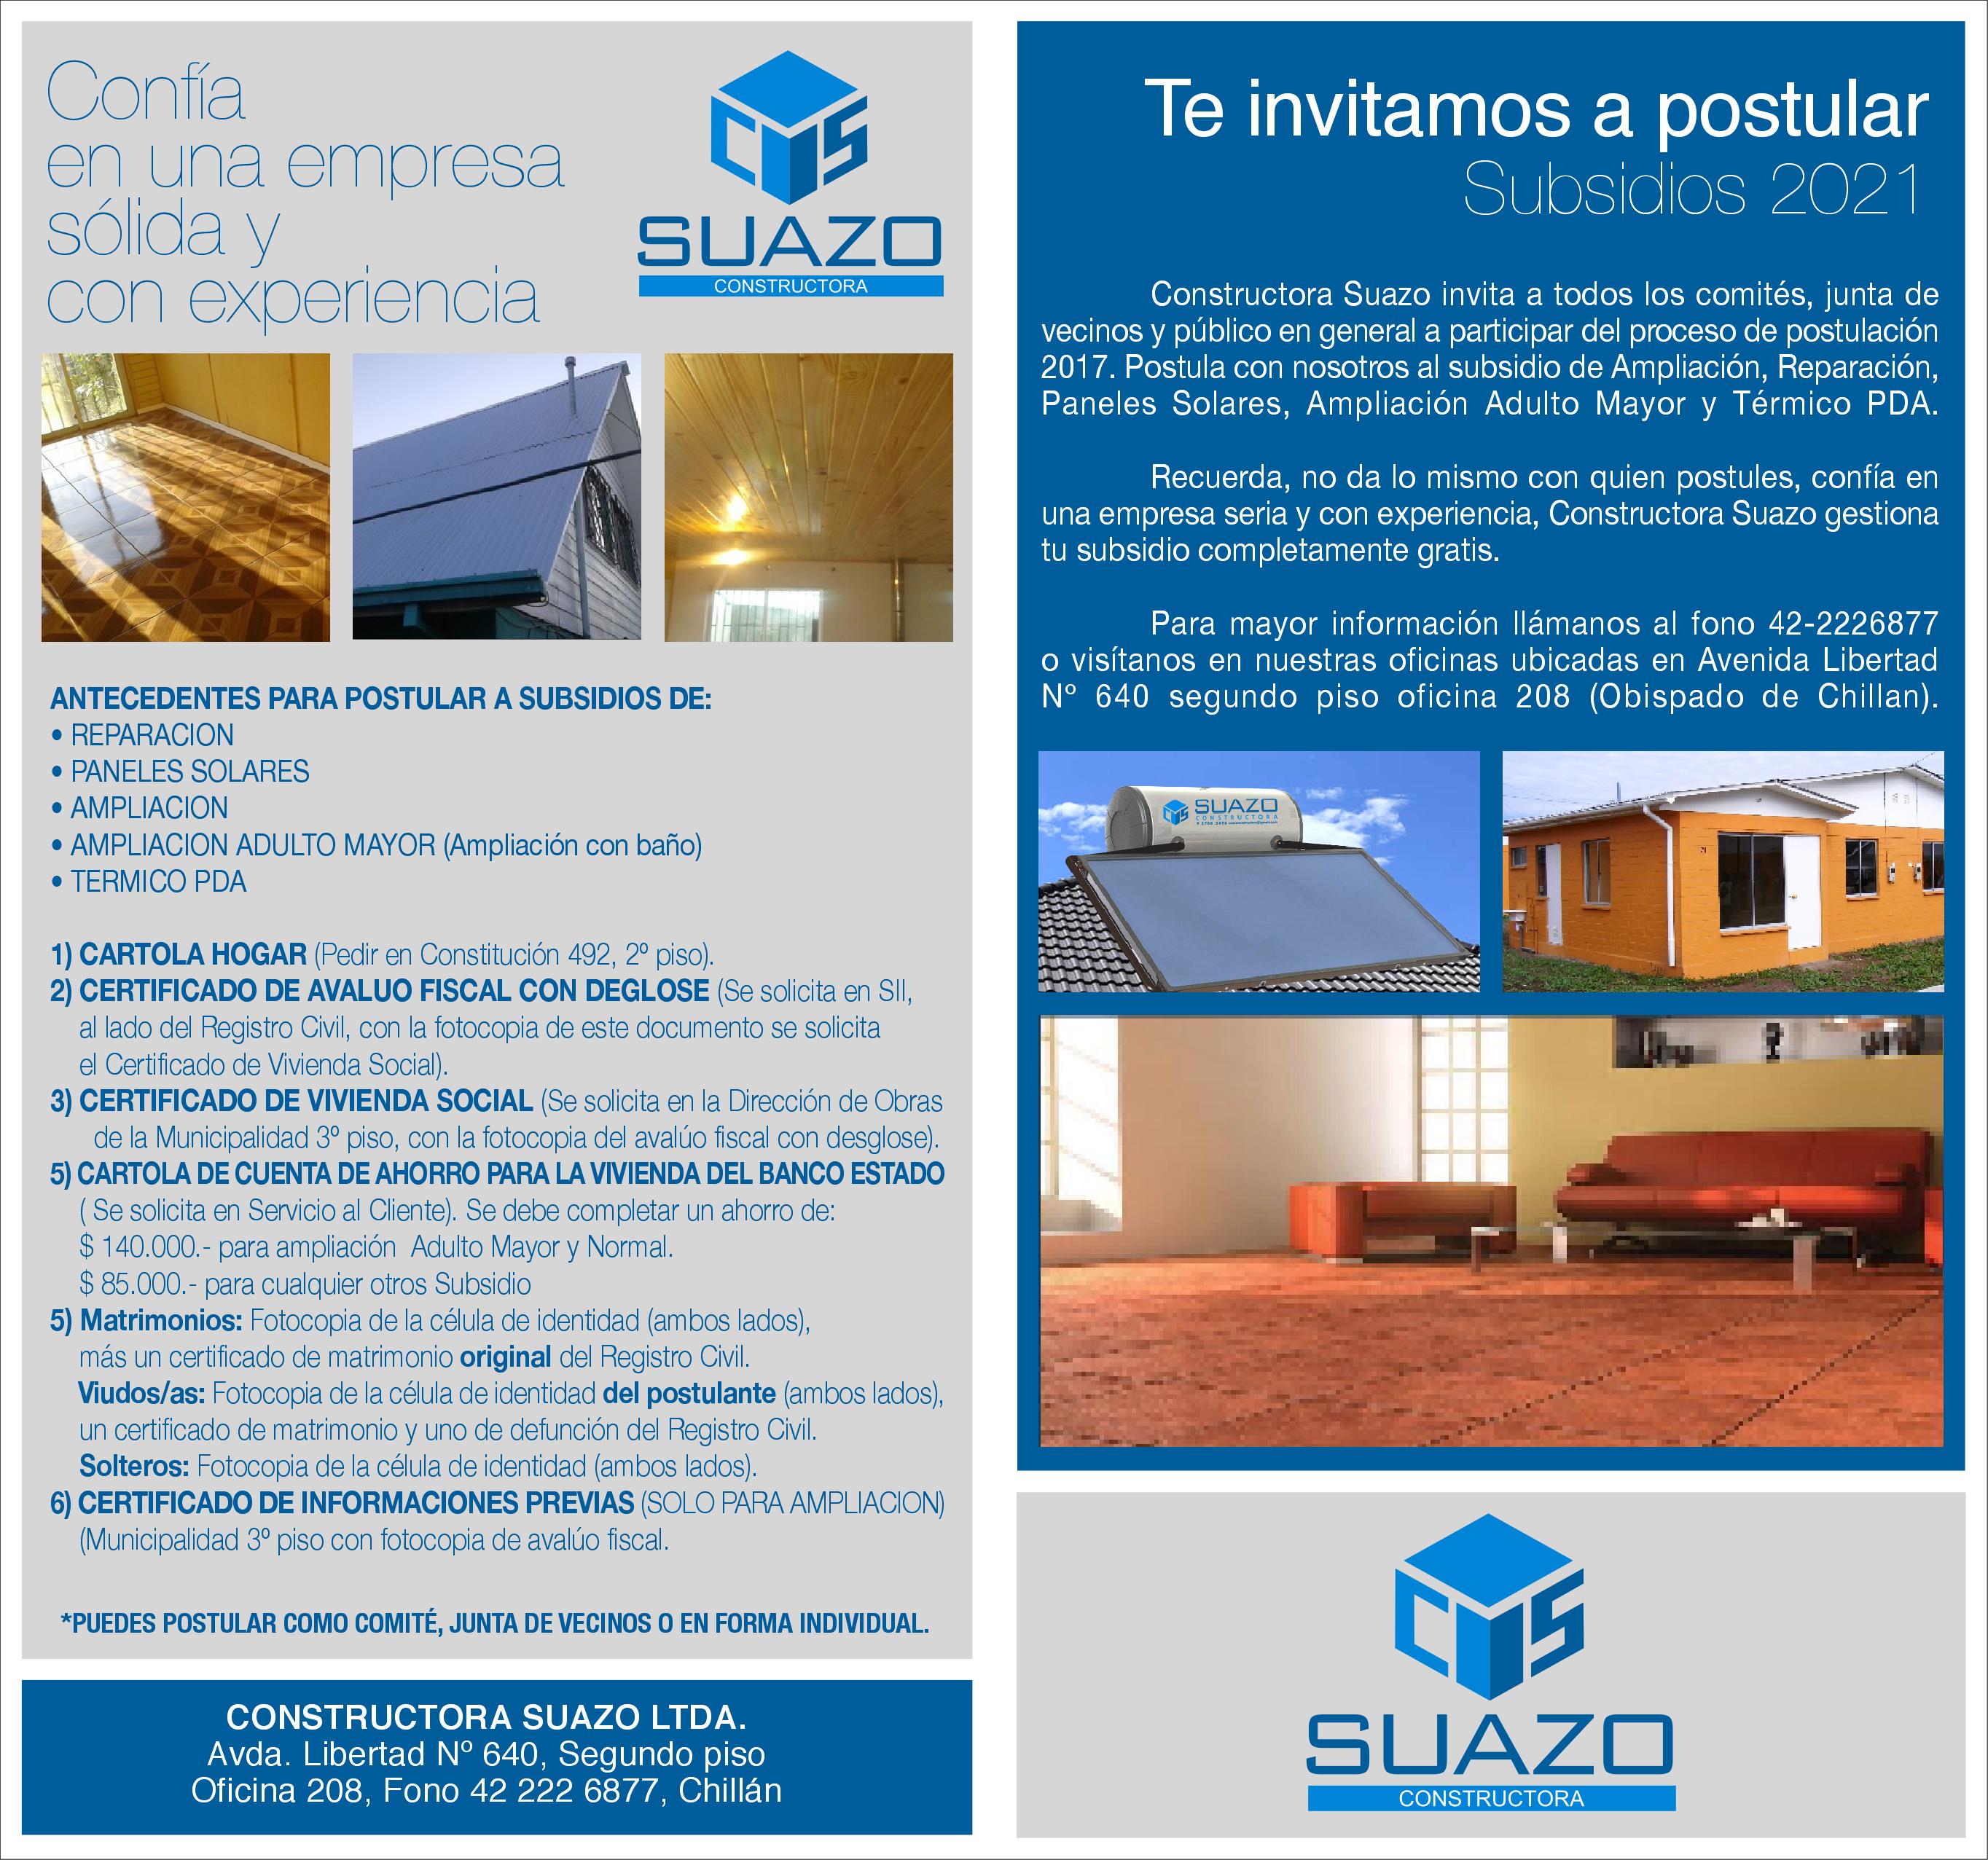 Confía
en una empresa
sólida y
con experiencia
CMS
SUAZO
CONSTRUCTORA
ANTECEDENTES PARA POSTULAR A SUBSIDIOS DE:
• REPARACION
• PANELES SOLARES
• AMPLIACION
• AMPLIACION ADULTO MAYOR (Ampliación con baño)
• TERMICO PDA
1) CARTOLA HOGAR (Pedir en Constitución 492, 2º piso).
2) CERTIFICADO DE AVALUO FISCAL CON DEGLOSE (Se solicita en SII,
al lado del Registro Civil, con la fotocopia de este documento se solicita
el Certificado de Vivienda Social).
3) CERTIFICADO DE VIVIENDA SOCIAL (Se solicita en la Dirección de Obras
de la Municipalidad 3º piso, con la fotocopia del avalúo fiscal con desglose).
5) CARTOLA DE CUENTA DE AHORRO PARA LA VIVIENDA DEL BANCO ESTADO
( Se solicita en Servicio al Cliente). Se debe completar un ahorro de:
$ 140.000.- para ampliación Adulto Mayor y Normal.
$ 85.000.- para cualquier otros Subsidio
5) Matrimonios: Fotocopia de la célula de identidad (ambos lados),
más un certificado de matrimonio original del Registro Civil.
Viudos/as: Fotocopia de la célula de identidad del postulante (ambos lados),
un certificado de matrimonio y uno de defunción del Registro Civil.
Solteros: Fotocopia de la célula de identidad (ambos lados).
6) CERTIFICADO DE INFORMACIONES PREVIAS (SOLO PARA AMPLIACION)
(Municipalidad 3º piso con fotocopia de avalúo fiscal.
*PUEDES POSTULAR COMO COMITÉ, JUNTA DE VECINOS O EN FORMA INDIVIDUAL.
CONSTRUCTORA SUAZO LTDA.
Avda. Libertad Nº 640, Segundo piso
Oficina 208, Fono 42 222 6877, Chillán
Te invitamos a postular
Subsidios 2021
Constructora Suazo invita a todos los comités, junta de
vecinos y público en general a participar del proceso de postulación
2017. Postula con nosotros al subsidio de Ampliación, Reparación,
Paneles Solares, Ampliación Adulto Mayor y Térmico PDA.
Recuerda, no da lo mismo con quien postules, confía en
una empresa seria y con experiencia, Constructora Suazo gestiona
tu subsidio completamente gratis.
Para mayor información llámanos al fono 42-2226877
o visítanos en nuestras oficinas ubicadas en Avenida Libertad
Nº 640 segundo piso oficina 208 (Obispado de Chillan).
SUAZO
CONSTRUCTORA
CMS
SUAZO
CONSTRUCTORA